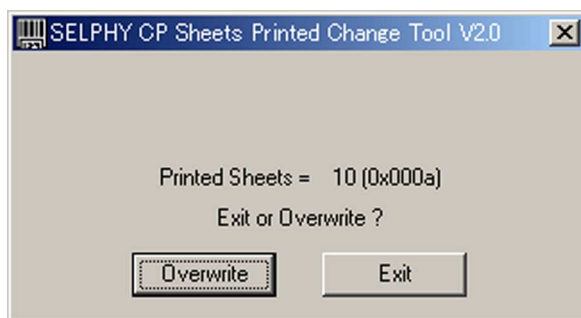 SELPHY CP Sheets Printed Change Tool V2.0
Printed Sheets = 10 (0x000a)
Exit or Overwrite ?
Overwrite Exit